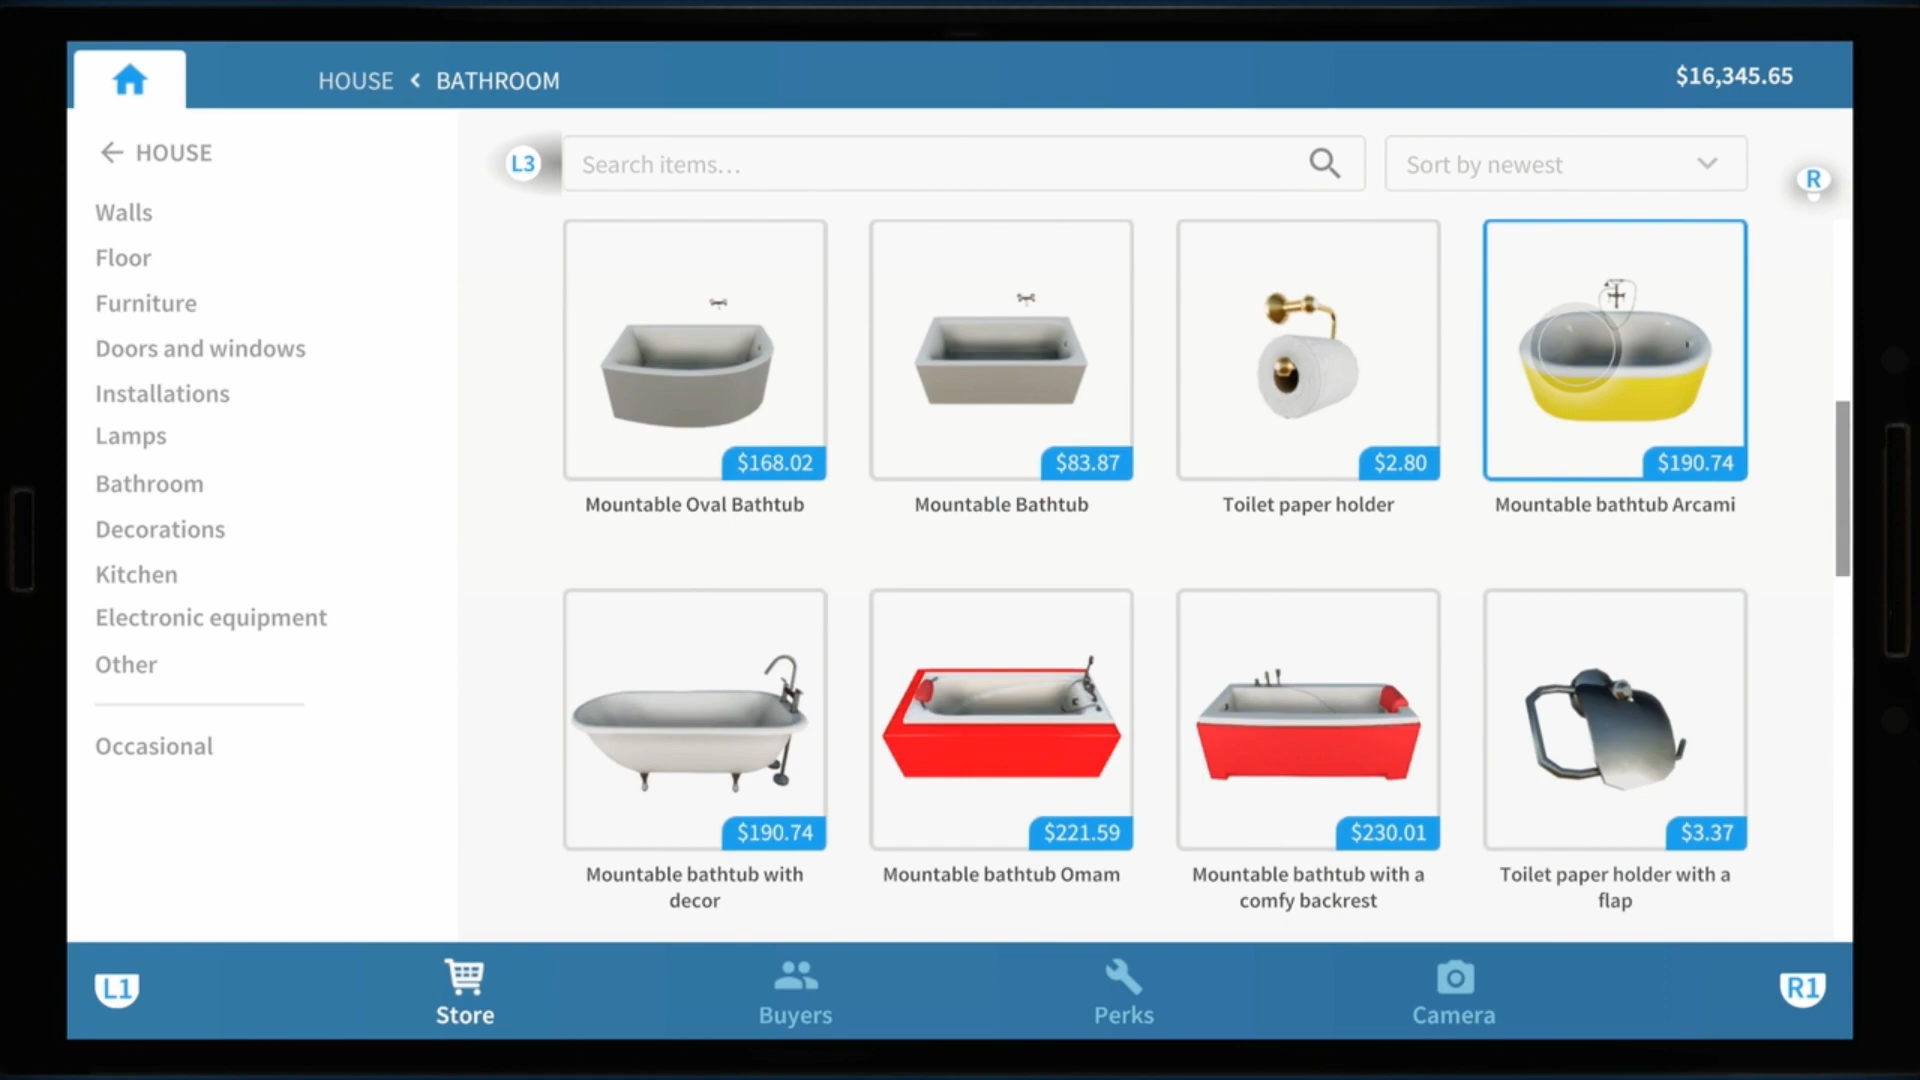 HOUSE < BATHROOM
$16,345.65
HOUSE
Walls
Floor
Furniture
Doors and windows
Installations
Lamps
Bathroom
Decorations
Kitchen
Electronic equipment
Other
Occasional
L3
Search items...
Sort by newest
R
$168.02
Mountable Oval Bathtub
$83.87
Mountable Bathtub
$2.80
Toilet paper holder
$190.74
Mountable bathtub Arcami
$190.74
Mountable bathtub with
decor
$221.59
Mountable bathtub Omam
$230.01
Mountable bathtub with a
comfy backrest
$3.37
Toilet paper holder with a
flap
L1
Store
Buyers
Perks
Camera
R1